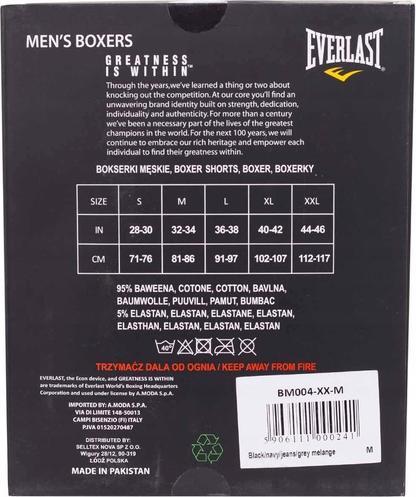 MEN'S BOXERS
EVERLAST
GREATNESS
IS WITHIN™
Through the years,we've learned a thing or two about
knocking out the competition. At our core you'll find an
unwavering brand identity built on strength, dedication,
individuality and authenticity. For more than a century
we've been a necessary part of the lives of the greatest
champions in the world. For the next 100 years, we will
continue to embrace our rich heritage and empower each
individual to find their greatness within.
BOKSERKI MĘSKIE, BOXER SHORTS, BOXER, BOXERKY
SIZE S M L XL XXL
IN 28-30 32-34 36-38 40-42 44-46
CM 71-76 81-86 91-97 102-107 112-117
95% BAWEENA, COTONE, COTTON, BAVLNA,
BAUMWOLLE, PUUVILL, PAMUT, BUMBAC
5% ELASTAN, ELASTAN, ELASTANE, ELASTAN,
ELASTHAN, ELASTAN, ELASTAN, ELASTAN
40°
TRZYMAĆZ DALA OD OGNIA / KEEP AWAY FROM FIRE
EVERLAST, the Econ device, and GREATNESS IS WITHIN
are trademarks of Everlast World's Boxing Headquarters
Corporation and used under license by A.MODA S.P.A.
IMPORTED BY: A.MODA S.P.A.
VIA DI LIMITE 148-50013
CAMPI BISENZIO (FI) ITALY
P.IVA 01520270487
DISTRIBUTED BY:
SELLTEX NOVA SP Z O.O.
Wigury 28/12, 90-319
ŁÓDŹ POLSKA
MADE IN PAKISTAN
BM004-XX-M
5906111000241
Black/navy/jeans/grey melange M